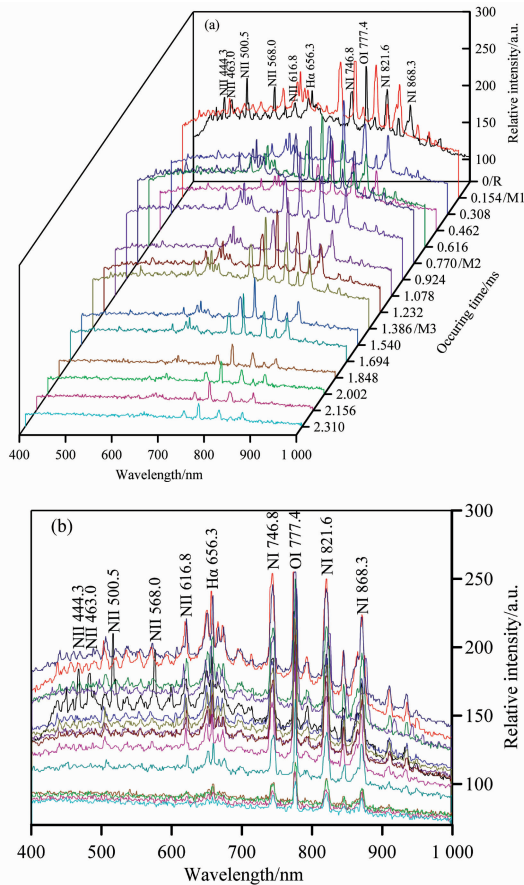 (a)
300
250
200
150
100
Relative intensity/a.u.
NII 444.3
NII 463.0
NII 500.5
NII 568.0
NII 616.8
Hα 656.3
NI 746.8
OI 777.4
NI 821.6
NI 868.3
0/R
0.154/M1
0.308
0.462
0.616
0.770/M2
0.924
1.078
1.232
1.386/M3
1.540
1.694
1.848
2.002
2.156
2.310
Occuring time/ms
400 500 600 700 800 900 1 000
Wavelength/nm
(b)
NII 444.3
NII 463.0
NII 500.5
NII 568.0
NII 616.8
Hα 656.3
NI 746.8
OI 777.4
NI 821.6
NI 868.3
300
250
200
150
100
Relative intensity/a.u.
400 500 600 700 800 900 1 000
Wavelength/nm